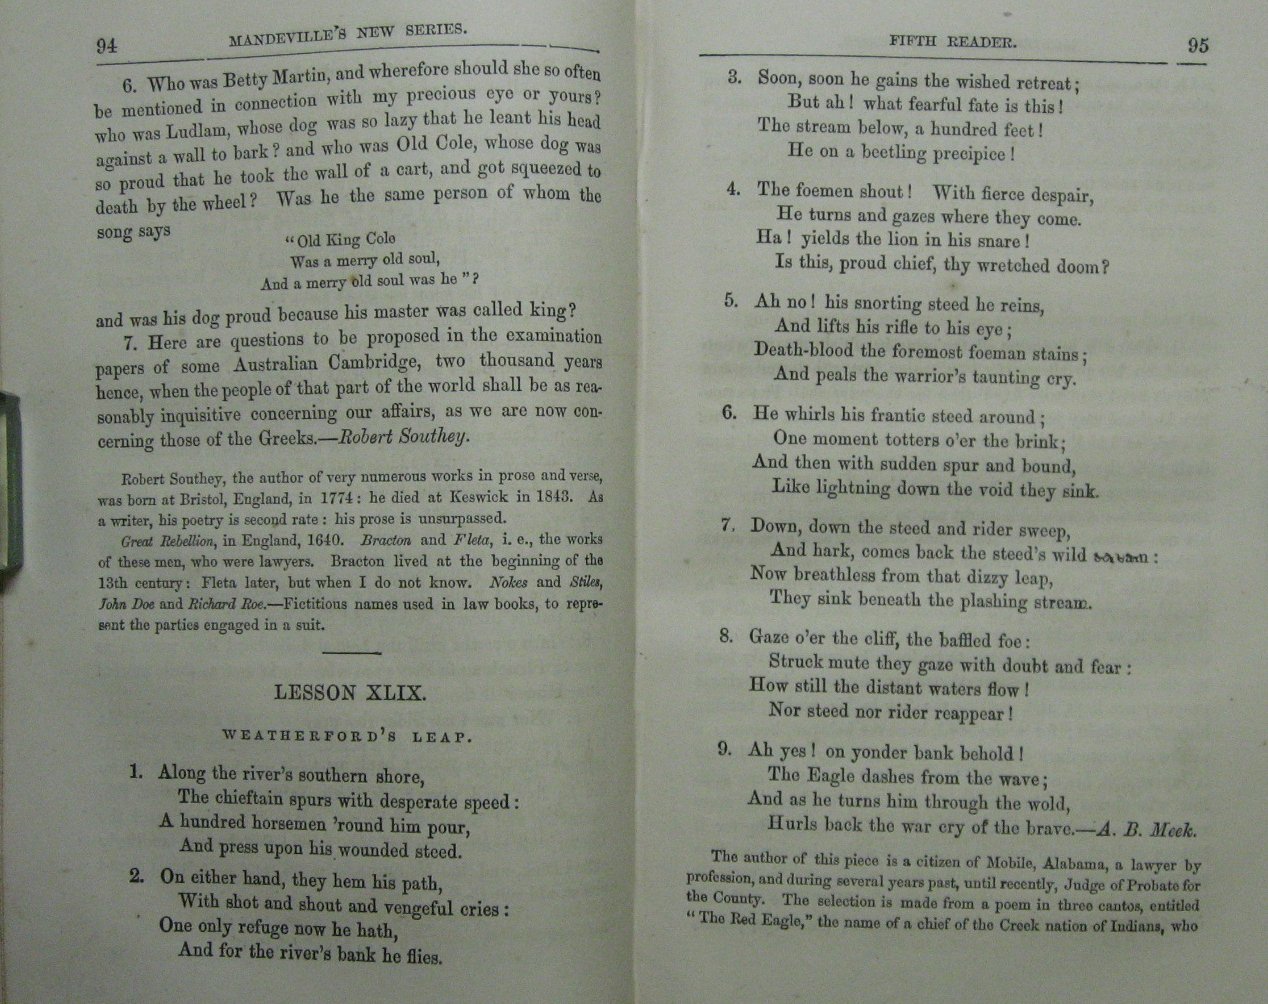 94
MANDEVILLE'S NEW SERIES.
6. Who was Betty Martin, and wherefore should she so often
be mentioned in connection with my precious eye or yours?
who was Ludlam, whose dog was so lazy that he leant his head
against a wall to bark? and who was Old Cole, whose dog was
so proud that he took the wall of a cart, and got squeezed to
death by the wheel? Was he the same person of whom the
song says
"Old King Cole
Was a merry old soul,
And a merry old soul was he"?
and was his dog proud because his master was called king?
7. Here are questions to be proposed in the examination
papers of some Australian Cambridge, two thousand years
hence, when the people of that part of the world shall be as rea-
sonably inquisitive concerning our affairs, as we are now con-
cerning those of the Greeks.—Robert Southey.
Robert Southey, the author of very numerous works in prose and verse,
was born at Bristol, England, in 1774: he died at Keswick in 1843. As
a writer, his poetry is second rate: his prose is unsurpassed.
Great Rebellion, in England, 1640. Bracton and Fleta, i. e., the works
of these men, who were lawyers. Bracton lived at the beginning of the
13th century: Fleta later, but when I do not know. Nokes and Stiles,
John Doe and Richard Roe.—Fictitious names used in law books, to repre-
sent the parties engaged in a suit.
LESSON XLIX.
WEATHERFORD'S LEAP.
1. Along the river's southern shore,
The chieftain spurs with desperate speed:
A hundred horsemen 'round him pour,
And press upon his wounded steed.
2. On either hand, they hem his path,
With shot and shout and vengeful cries:
One only refuge now he hath,
And for the river's bank he flies.
FIFTH READER.
95
3. Soon, soon he gains the wished retreat;
But ah! what fearful fate is this!
The stream below, a hundred feet!
He on a beetling precipice!
4. The foemen shout! With fierce despair,
He turns and gazes where they come.
Ha! yields the lion in his snare!
Is this, proud chief, thy wretched doom?
5. Ah no! his snorting steed he reins,
And lifts his rifle to his eye;
Death-blood the foremost foeman stains;
And peals the warrior's taunting cry.
6. He whirls his frantic steed around;
One moment totters o'er the brink;
And then with sudden spur and bound,
Like lightning down the void they sink.
7. Down, down the steed and rider sweep,
And hark, comes back the steed's wild :
Now breathless from that dizzy leap,
They sink beneath the plashing stream.
8. Gaze o'er the cliff, the baffled foe:
Struck mute they gaze with doubt and fear:
How still the distant waters flow!
Nor steed nor rider reappear!
9. Ah yes! on yonder bank behold!
The Eagle dashes from the wave;
And as he turns him through the wold,
Hurls back the war cry of the brave.—A. B. Meek.
The author of this piece is a citizen of Mobile, Alabama, a lawyer by
profession, and during several years past, until recently, Judge of Probate for
the County. The selection is made from a poem in three cantos, entitled
"The Red Eagle," the name of a chief of the Creek nation of Indians, who